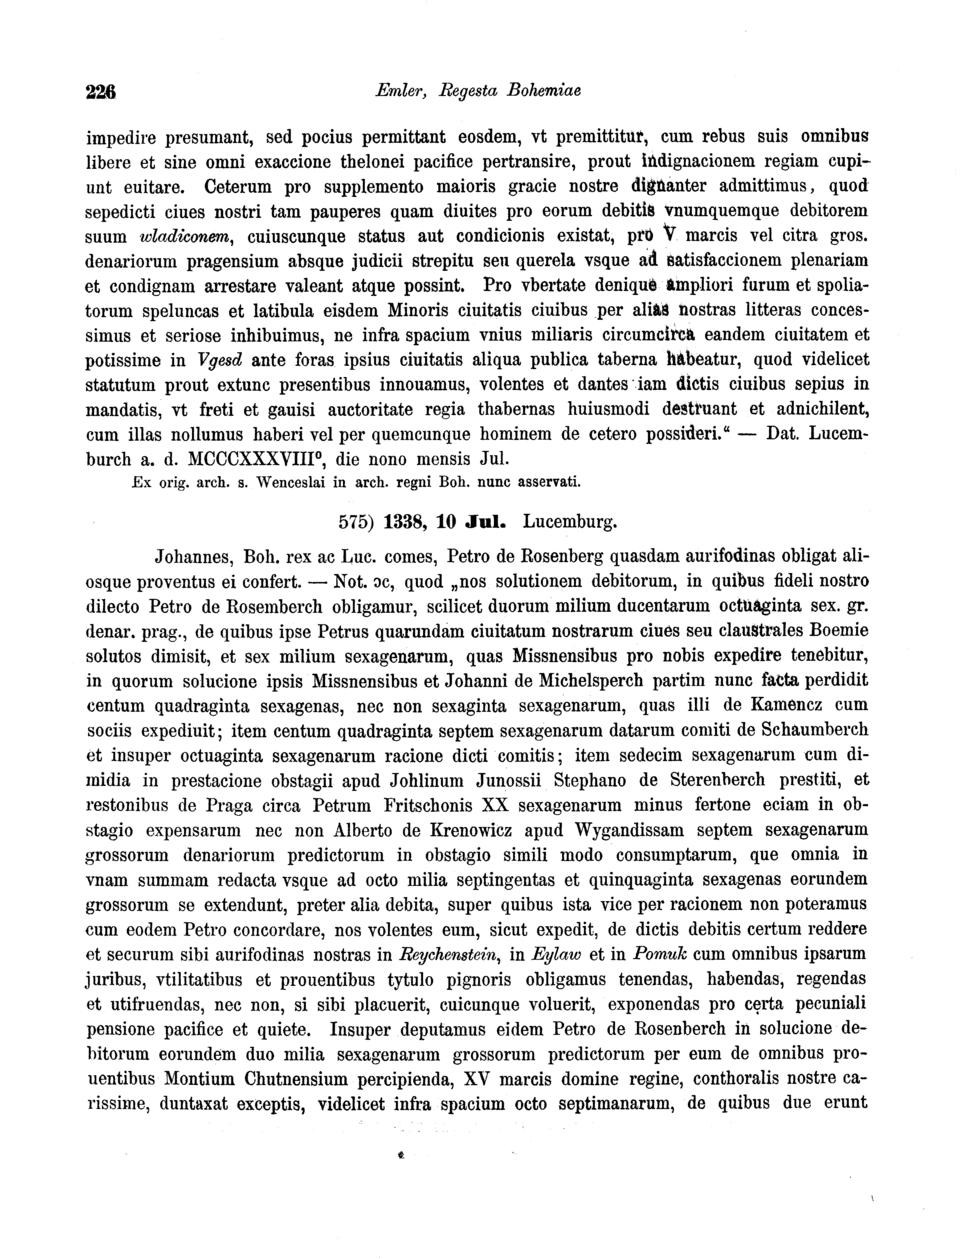 226 Emler, Regesta Bohemiae
impedire presumant, sed pocius permittant eosdem, vt premittitur, cum rebus suis omnibus
libere et sine omni exaccione thelonei pacifice pertransire, prout indignacionem regiam cupi-
unt euitare. Ceterum pro supplemento maioris gracie nostre dignanter admittimus, quod
sepedicti ciues nostri tam pauperes quam diuites pro eorum debitis vnumquemque debitorem
suum wladiconem, cuiuscunque status aut condicionis existat, pro V marcis vel citra gros.
denariorum pragensium absque judicii strepitu seu querela vsque ad satisfaccionem plenariam
et condignam arrestare valeant atque possint. Pro vbertate denique ampliori furum et spolia-
torum speluncas et latibula eisdem Minoris ciuitatis ciuibus per alias nostras litteras conces-
simus et seriose inhibuimus, ne infra spacium vnius miliaris circumcirca eandem ciuitatem et
potissime in Vgesd ante foras ipsius ciuitatis aliqua publica taberna habeatur, quod videlicet
statutum prout extunc presentibus innouamus, volentes et dantes iam dictis ciuibus sepius in
mandatis, vt freti et gauisi auctoritate regia thabernas huiusmodi destruant et adnichilent,
cum illas nollumus haberi vel per quemcunque hominem de cetero possideri.“ — Dat. Lucem-
burch a. d. MCCCXXXVIII⁰, die nono mensis Jul.
Ex orig. arch. s. Wenceslai in arch. regni Boh. nunc asservati.
575) 1338, 10 Jul. Lucemburg.
Johannes, Boh. rex ac Luc. comes, Petro de Rosenberg quasdam aurifodinas obligat ali-
osque proventus ei confert. — Not. ꝛc, quod „nos solutionem debitorum, in quibus fideli nostro
dilecto Petro de Rosemberch obligamur, scilicet duorum milium ducentarum octuaginta sex. gr.
denar. prag., de quibus ipse Petrus quarundam ciuitatum nostrarum ciues seu claustrales Boemie
solutos dimisit, et sex milium sexagenarum, quas Missnensibus pro nobis expedire tenebitur,
in quorum solucione ipsis Missnensibus et Johanni de Michelsperch partim nunc facta perdidit
centum quadraginta sexagenas, nec non sexaginta sexagenarum, quas illi de Kamencz cum
sociis expediuit; item centum quadraginta septem sexagenarum datarum comiti de Schaumberch
et insuper octuaginta sexagenarum racione dicti comitis; item sedecim sexagenarum cum di-
midia in prestacione obstagii apud Johlinum Junossii Stephano de Sterenberch prestiti, et
restonibus de Praga circa Petrum Fritschonis XX sexagenarum minus fertone eciam in ob-
stagio expensarum nec non Alberto de Krenowicz apud Wygandissam septem sexagenarum
grossorum denariorum predictorum in obstagio simili modo consumptarum, que omnia in
vnam summam redacta vsque ad octo milia septingentas et quinquaginta sexagenas eorundem
grossorum se extendunt, preter alia debita, super quibus ista vice per racionem non poteramus
cum eodem Petro concordare, nos volentes eum, sicut expedit, de dictis debitis certum reddere
et securum sibi aurifodinas nostras in Reychenstein, in Eylaw et in Pomuk cum omnibus ipsarum
juribus, vtilitatibus et prouentibus tytulo pignoris obligamus tenendas, habendas, regendas
et utifruendas, nec non, si sibi placuerit, cuicunque voluerit, exponendas pro certa pecuniali
pensione pacifice et quiete. Insuper deputamus eidem Petro de Rosenberch in solucione de-
bitorum eorundem duo milia sexagenarum grossorum predictorum per eum de omnibus pro-
uentibus Montium Chutnensium percipienda, XV marcis domine regine, conthoralis nostre ca-
rissime, duntaxat exceptis, videlicet infra spacium octo septimanarum, de quibus due erunt